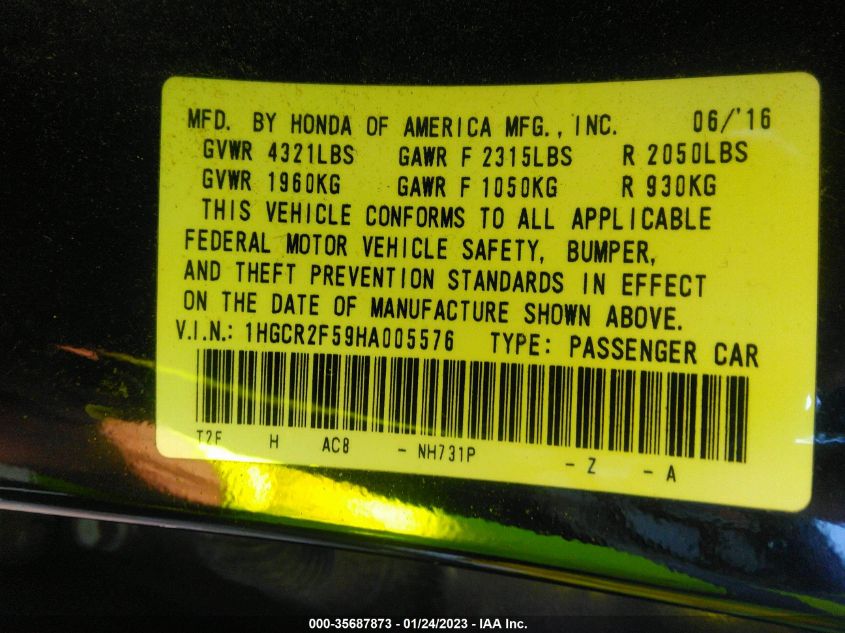 MFD. BY HONDA OF AMERICA MFG., INC. 06/'16
GVWR 4321LBS GAWR F 2315LBS R 2050LBS
GVWR 1960KG GAWR F 1050KG R 930KG
THIS VEHICLE CONFORMS TO ALL APPLICABLE
FEDERAL MOTOR VEHICLE SAFETY, BUMPER,
AND THEFT PREVENTION STANDARDS IN EFFECT
ON THE DATE OF MANUFACTURE SHOWN ABOVE.
V.I.N.: 1HGCR2F59HA005576 TYPE: PASSENGER CAR
T2F H AC8 - NH731P - Z - A
000-35687873 - 01/24/2023 - IAA Inc.